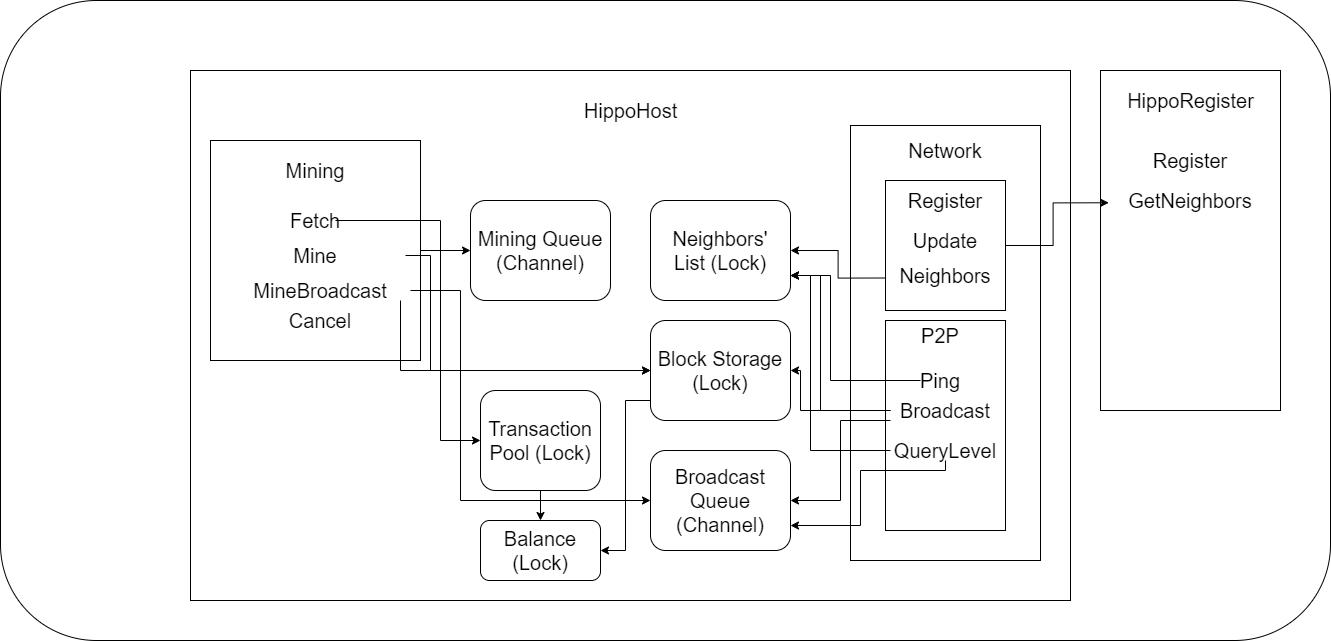 HippoHost
HippoRegister
Register
GetNeighbors
Mining
Fetch
Mine
MineBroadcast
Cancel
Mining Queue
(Channel)
Neighbors'
List (Lock)
Network
Register
Update
Neighbors
P2P
Ping
Broadcast
QueryLevel
Block Storage
(Lock)
Transaction
Pool (Lock)
Broadcast
Queue
(Channel)
Balance
(Lock)